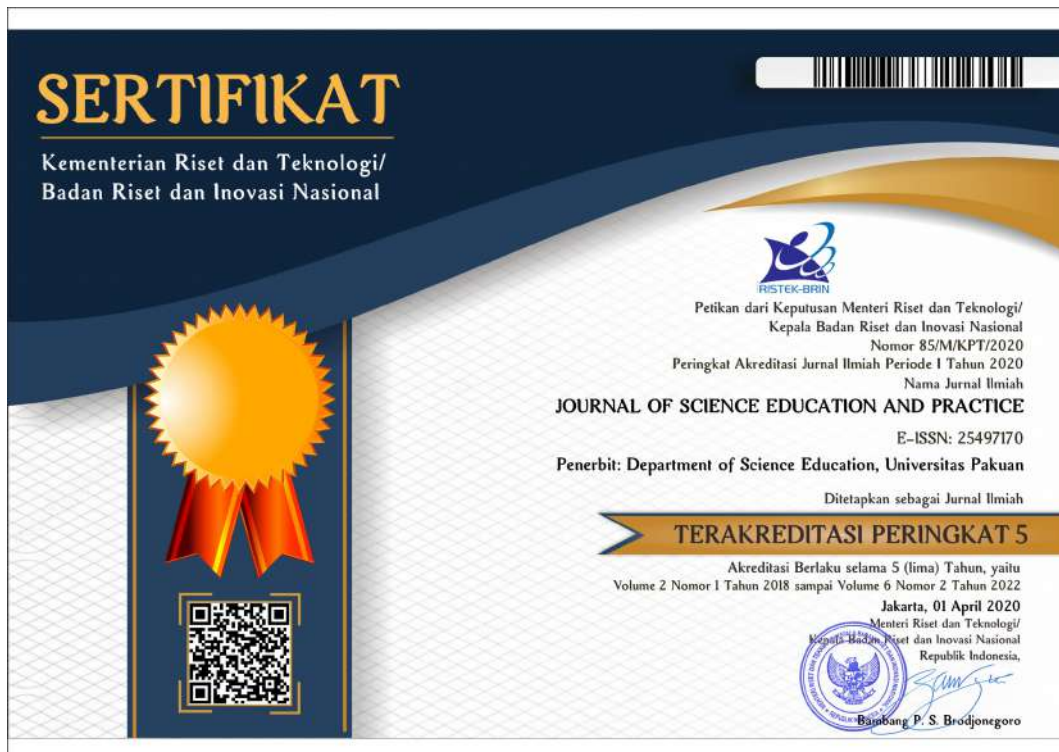 SERTIFIKAT
Kementerian Riset dan Teknologi/
Badan Riset dan Inovasi Nasional
RISTEK-BRIN
Petikan dari Keputusan Menteri Riset dan Teknologi/
Kepala Badan Riset dan Inovasi Nasional
Nomor 85/M/KPT/2020
Peringkat Akreditasi Jurnal Ilmiah Periode I Tahun 2020
Nama Jurnal Ilmiah
JOURNAL OF SCIENCE EDUCATION AND PRACTICE
E-ISSN: 25497170
Penerbit: Department of Science Education, Universitas Pakuan
Ditetapkan sebagai Jurnal Ilmiah
TERAKREDITASI PERINGKAT 5
Akreditasi Berlaku selama 5 (lima) Tahun, yaitu
Volume 2 Nomor 1 Tahun 2018 sampai Volume 6 Nomor 2 Tahun 2022
Jakarta, 01 April 2020
Menteri Riset dan Teknologi/
Kepala Badan Riset dan Inovasi Nasional
Republik Indonesia,
Bambang P. S. Brodjonegoro